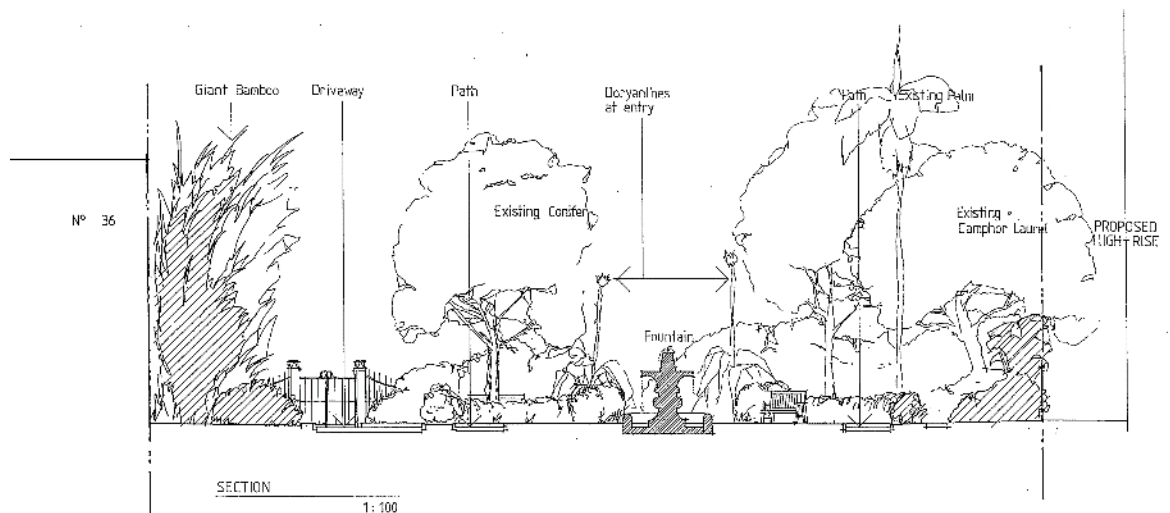 Giant Bamboo
Driveway
Path
Doryanthes
at entry
Path
Existing Palm
Nº 36
Existing Conifer
Existing
Camphor Laurel
PROPOSED
HIGH-RISE
Fountain
SECTION
1:100